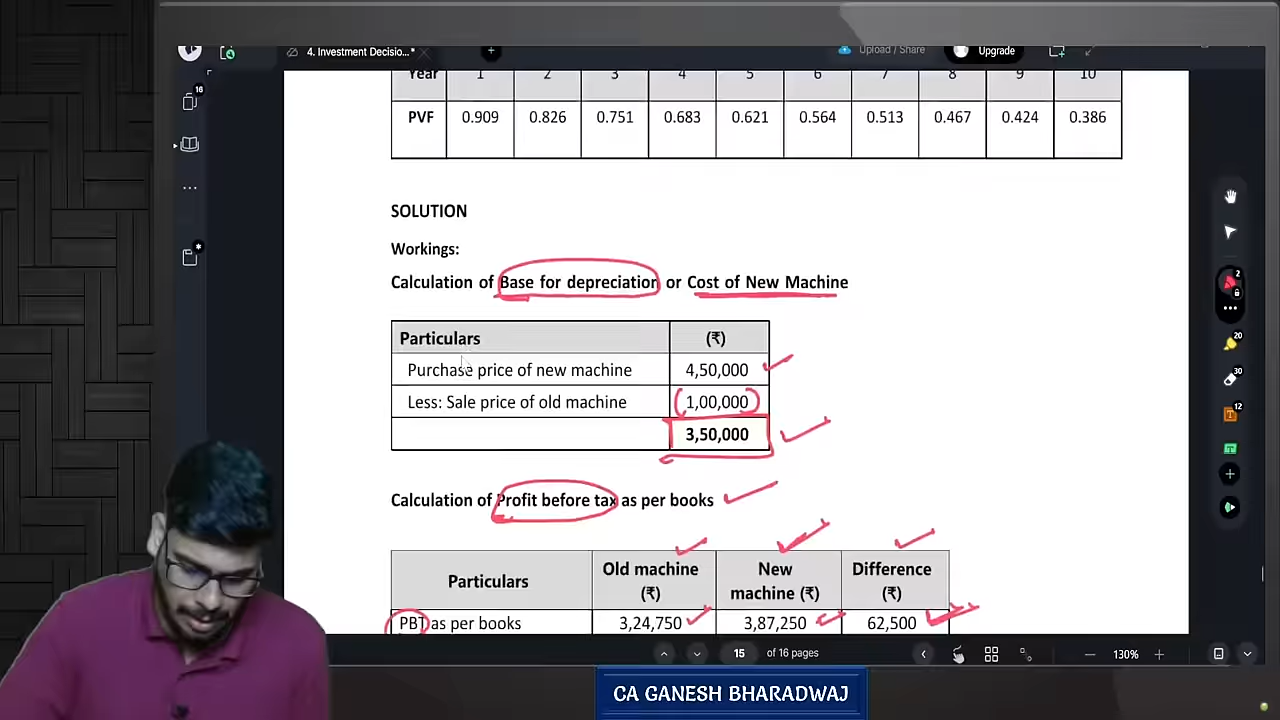 4. Investment Decisio...*
Upload / Share
Upgrade
16
Year 1 2 3 4 5 6 7 8 9 10
PVF 0.909 0.826 0.751 0.683 0.621 0.564 0.513 0.467 0.424 0.386
SOLUTION
Workings:
Calculation of Base for depreciation or Cost of New Machine
Particulars (₹)
Purchase price of new machine 4,50,000
Less: Sale price of old machine (1,00,000)
3,50,000
Calculation of Profit before tax as per books
Particulars Old machine (₹) New machine (₹) Difference (₹)
PBT as per books 3,24,750 3,87,250 62,500
2
20
30
12
15 of 16 pages
130%
CA GANESH BHARADWAJ